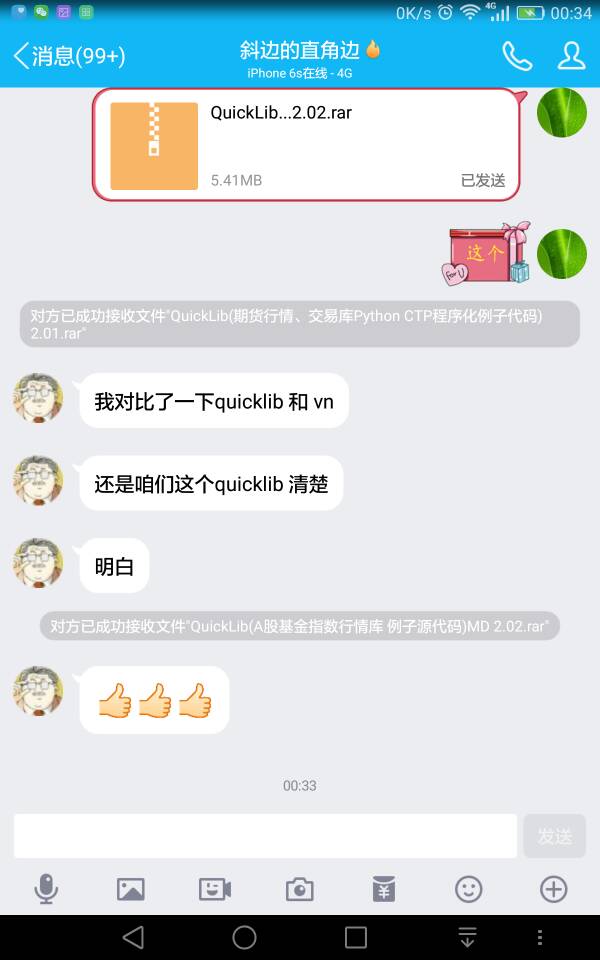 0K/s 4G 00:34
消息(99+)
斜边的直角边
iPhone 6s在线 - 4G
QuickLib...2.02.rar
5.41MB
已发送
这个
For U
对方已成功接收文件"QuickLib(期货行情、交易库Python CTP程序化例子代码)
2.01.rar"
我对比了一下quicklib 和 vn
还是咱们这个quicklib 清楚
明白
对方已成功接收文件"QuickLib(A股基金指数行情库 例子源代码)MD 2.02.rar"
00:33
发送